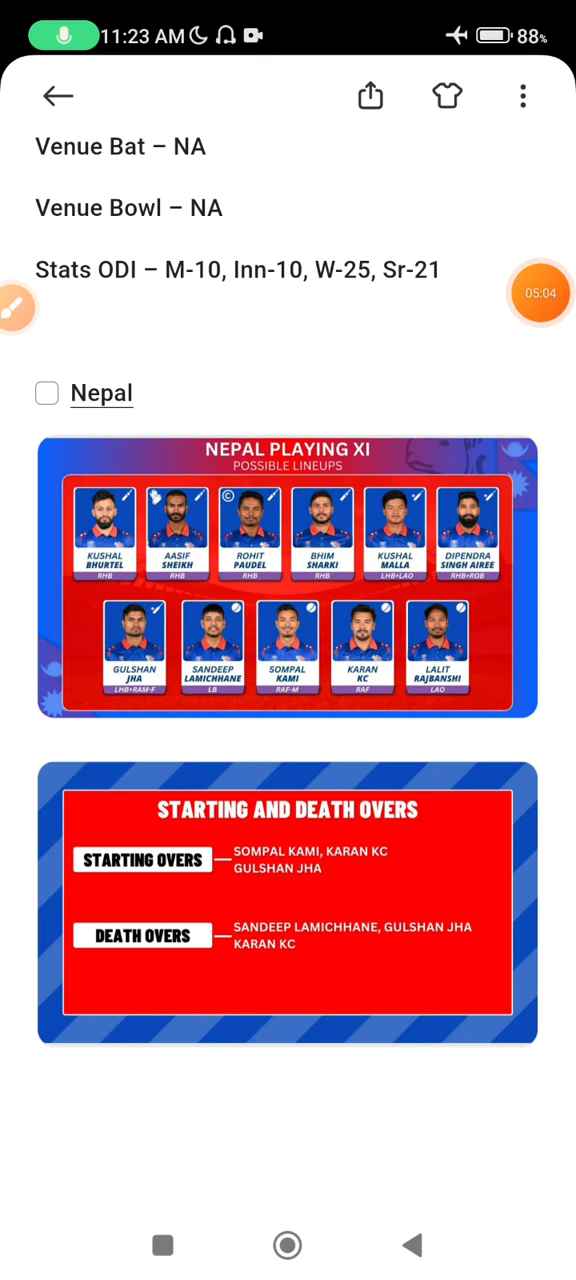 11:23 AM
88%
Venue Bat – NA
Venue Bowl – NA
Stats ODI – M-10, Inn-10, W-25, Sr-21
05:04
Nepal
NEPAL PLAYING XI
POSSIBLE LINEUPS
KUSHAL BHURTEL RHB
AASIF SHEIKH RHB
© ROHIT PAUDEL RHB
BHIM SHARKI RHB
KUSHAL MALLA LHB+LAO
DIPENDRA SINGH AIREE RHB+ROB
GULSHAN JHA LHB+RAM-F
SANDEEP LAMICHHANE LB
SOMPAL KAMI RAF-M
KARAN KC RAF
LALIT RAJBANSHI LAO
STARTING AND DEATH OVERS
STARTING OVERS
SOMPAL KAMI, KARAN KC
GULSHAN JHA
DEATH OVERS
SANDEEP LAMICHHANE, GULSHAN JHA
KARAN KC